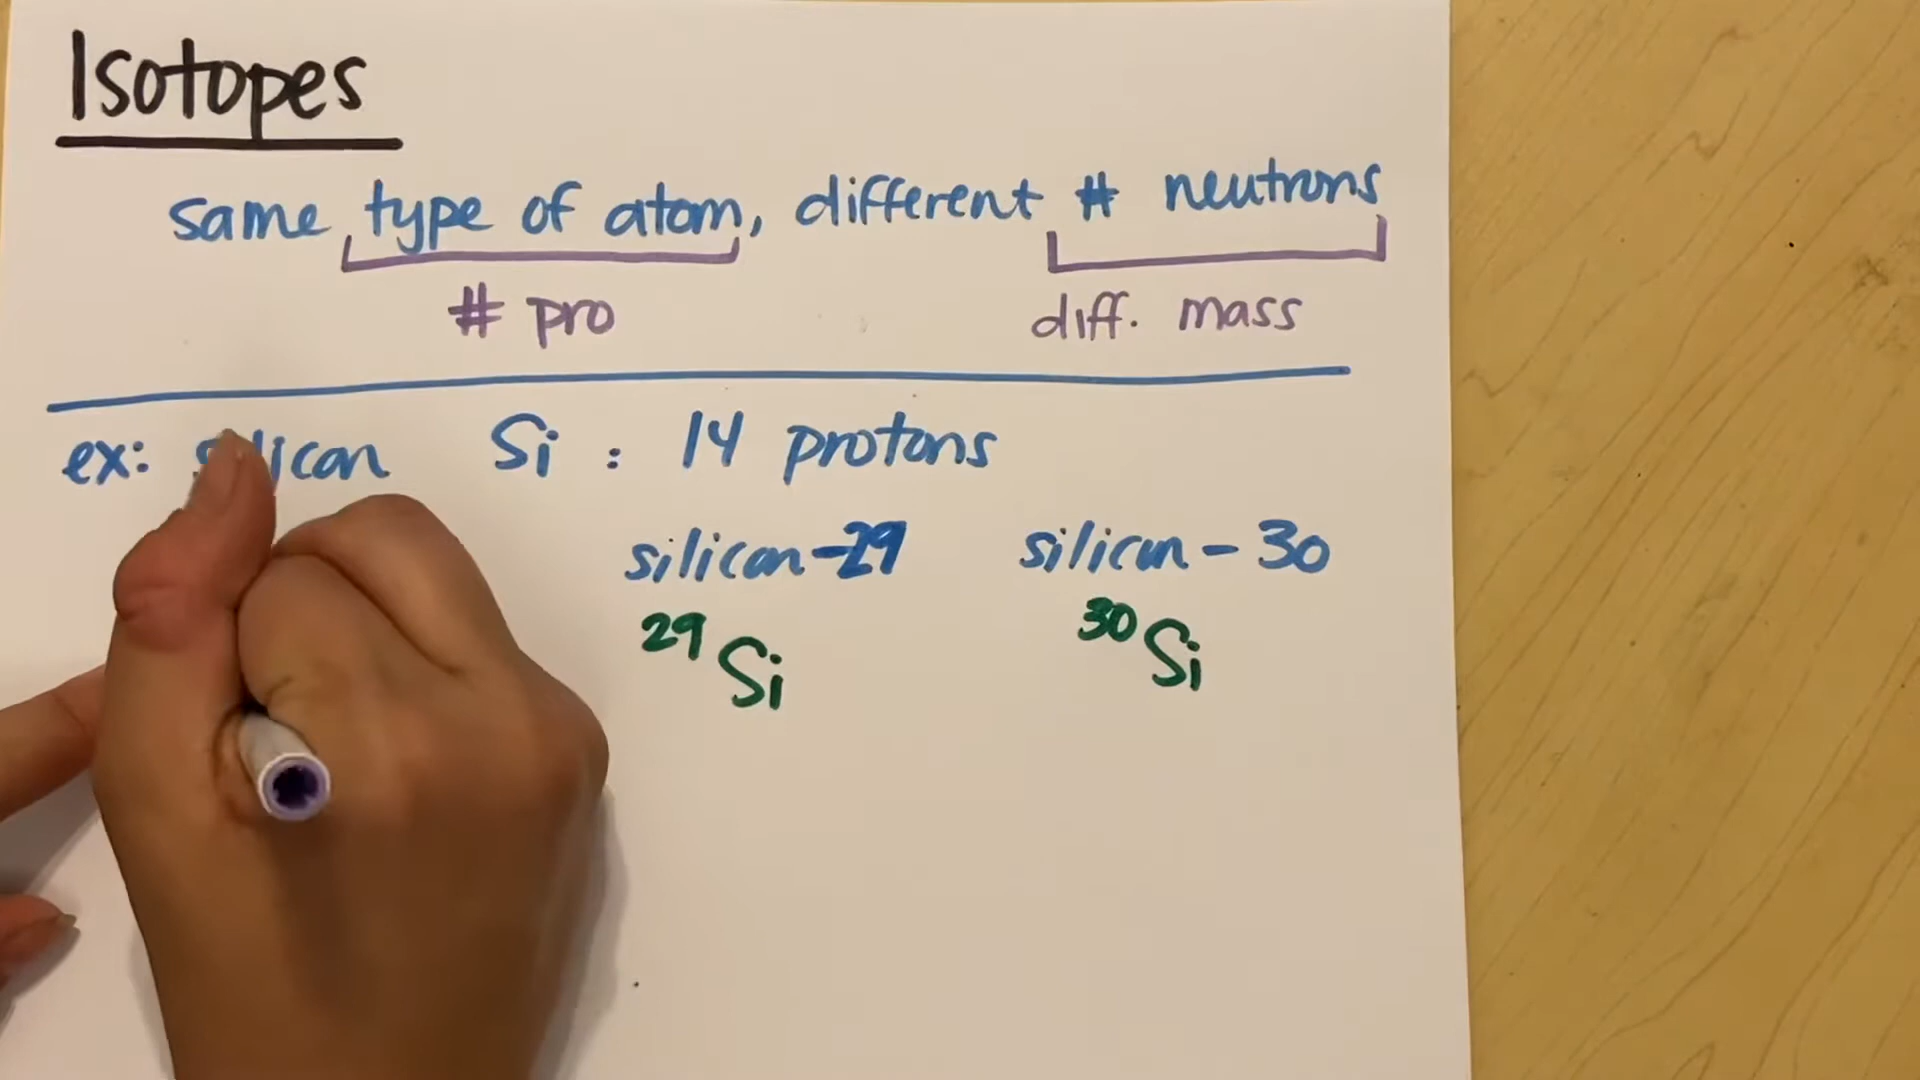 Isotopes
same type of atom, different # neutrons
# pro diff. mass
ex: silicon Si : 14 protons
silicon-29 silicon-30
29Si 30Si